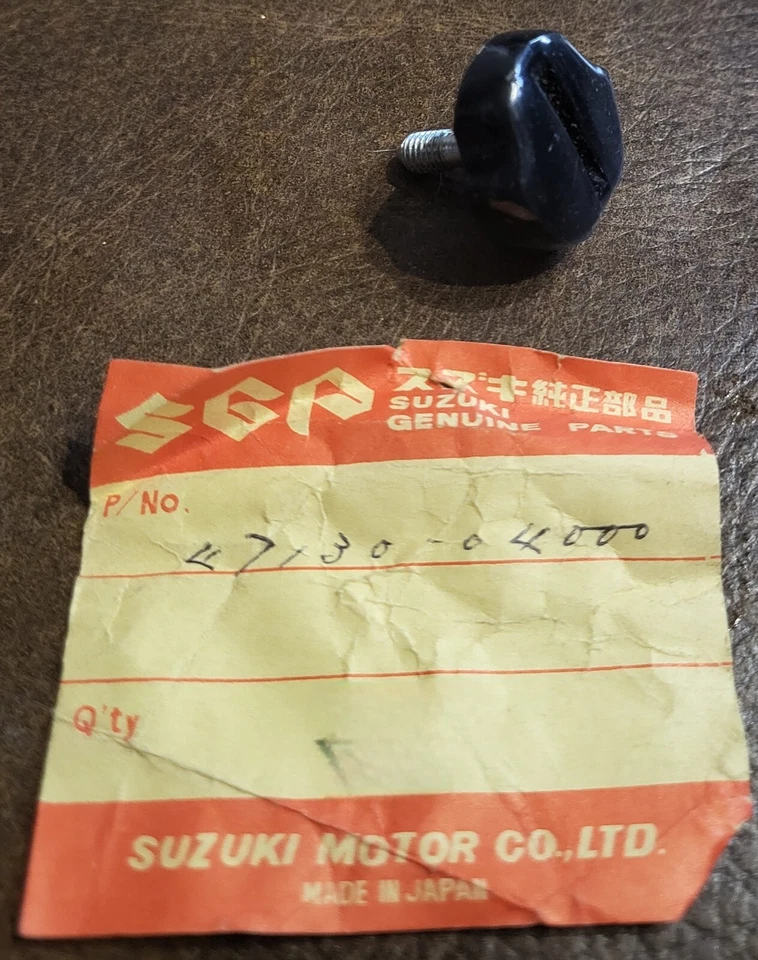 SGP スズキ純正部品
SUZUKI
GENUINE PARTS
P/No.
47130-04000
Q'ty
SUZUKI MOTOR CO.,LTD.
MADE IN JAPAN